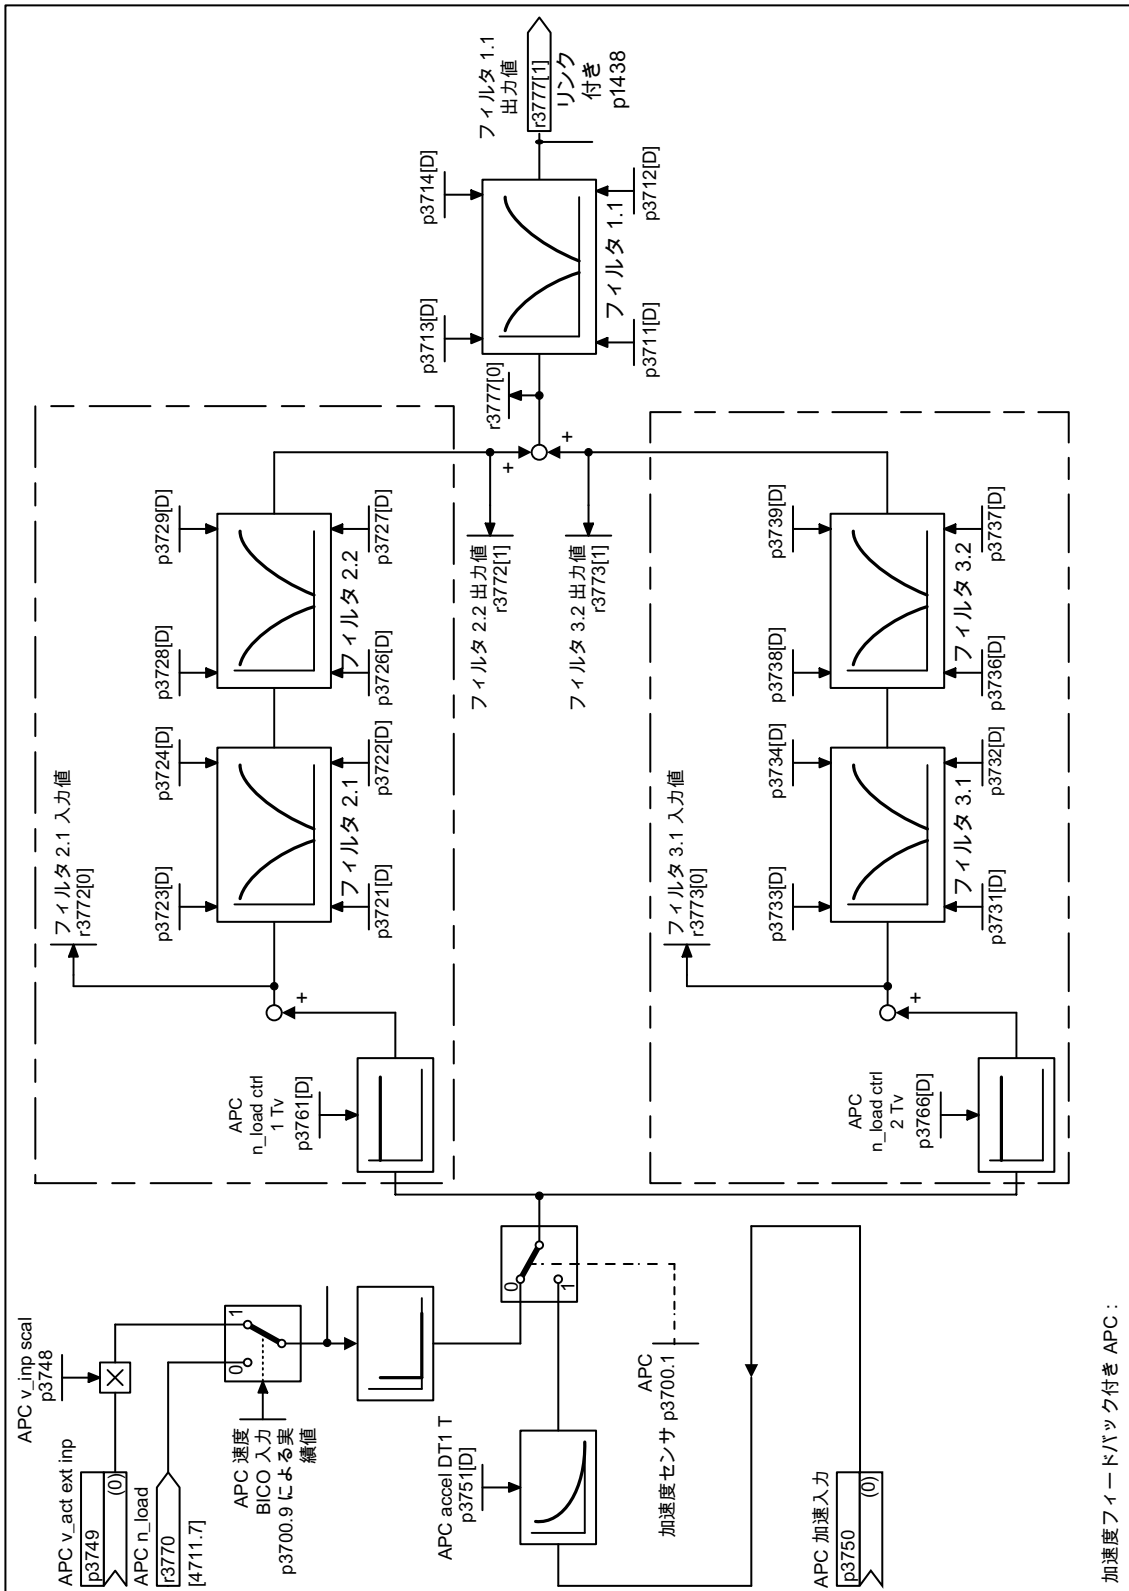 APC v_act ext inp
p3749
(0)
APC v_inp scal
p3748
APC n_load
r3770
[4711.7]
0
1
APC 速度
BICO 入力
p3700.9 による実
績値
APC accel DT1 T
p3751[D]
0
1
APC
加速度センサ p3700.1
APC 加速入力
p3750
(0)
APC
n_load ctrl
1 Tv
p3761[D]
+
フィルタ 2.1 入力値
r3772[0]
p3723[D]
p3724[D]
p3721[D]
p3722[D]
フィルタ 2.1
p3728[D]
p3729[D]
p3726[D]
p3727[D]
フィルタ 2.2
フィルタ 2.2 出力値
r3772[1]
+
APC
n_load ctrl
2 Tv
p3766[D]
+
フィルタ 3.1 入力値
r3773[0]
p3733[D]
p3734[D]
p3731[D]
p3732[D]
フィルタ 3.1
p3738[D]
p3739[D]
p3736[D]
p3737[D]
フィルタ 3.2
フィルタ 3.2 出力値
r3773[1]
+
r3777[0]
p3713[D]
p3714[D]
p3711[D]
p3712[D]
フィルタ 1.1
フィルタ 1.1
出力値
r3777[1]
リンク
付き
p1438
加速度フィードバック付き APC :